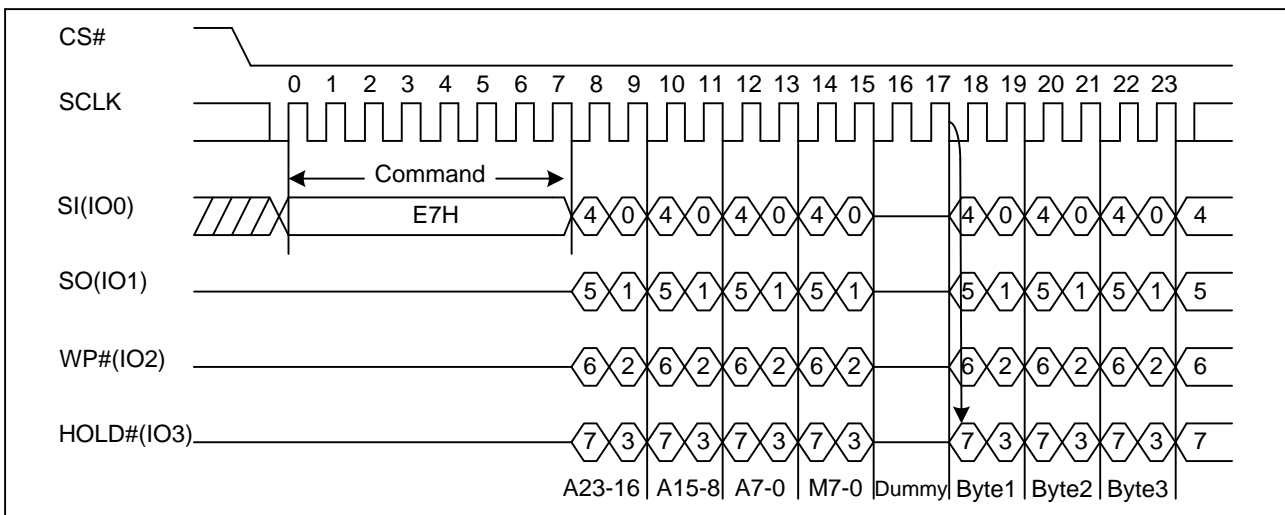 CS#
0 1 2 3 4 5 6 7 8 9 10 11 12 13 14 15 16 17 18 19 20 21 22 23
SCLK
Command
SI(IO0) E7H 4 0 4 0 4 0 4 0 4 0 4 0 4 0 4
SO(IO1) 5 1 5 1 5 1 5 1 5 1 5 1 5 1 5
WP#(IO2) 6 2 6 2 6 2 6 2 6 2 6 2 6 2 6
HOLD#(IO3) 7 3 7 3 7 3 7 3 7 3 7 3 7 3 7
A23-16 A15-8 A7-0 M7-0 Dummy Byte1 Byte2 Byte3